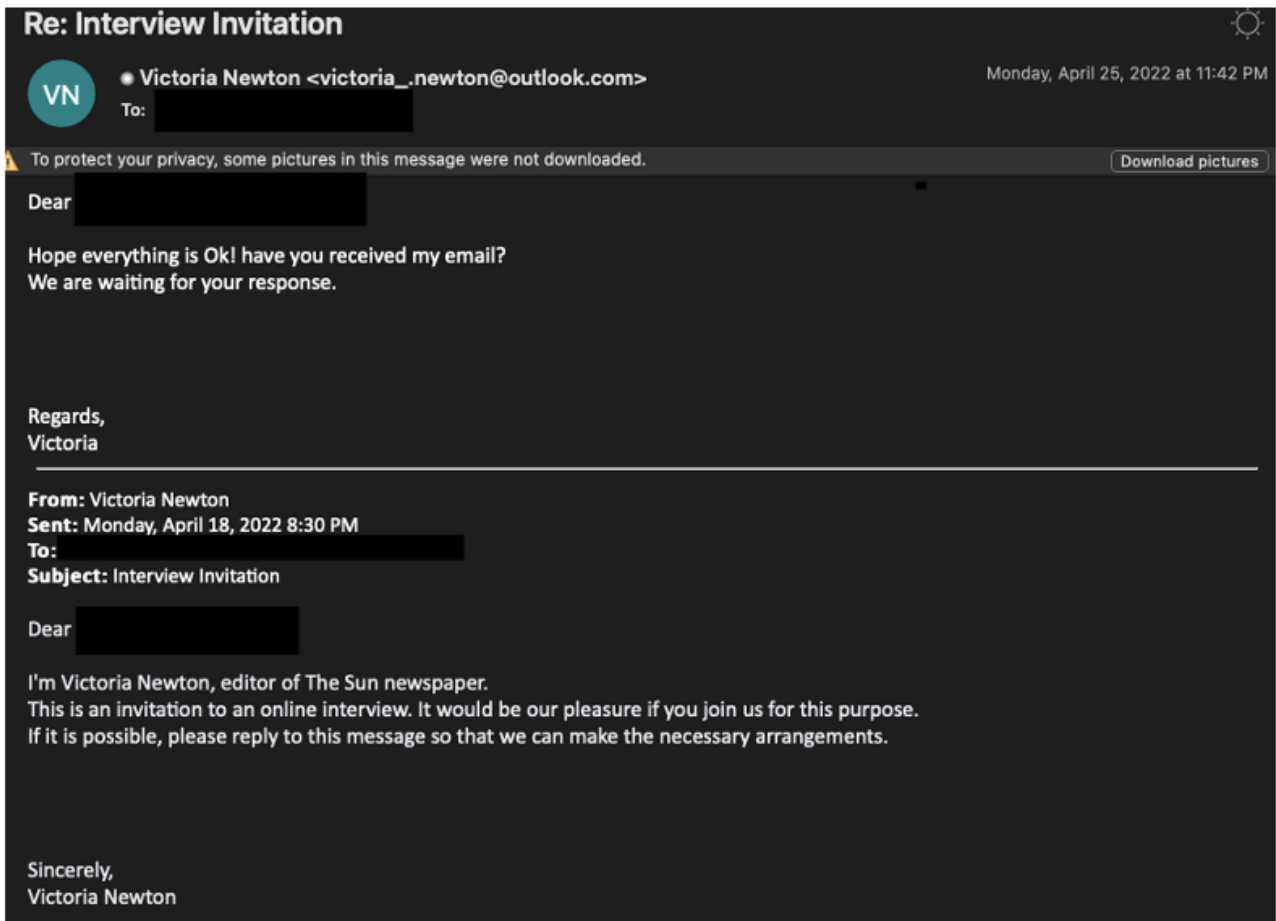 Re: Interview Invitation
VN
Victoria Newton <victoria_.newton@outlook.com>
Monday, April 25, 2022 at 11:42 PM
To:
To protect your privacy, some pictures in this message were not downloaded.
Download pictures
Dear
Hope everything is Ok! have you received my email?
We are waiting for your response.
Regards,
Victoria
From: Victoria Newton
Sent: Monday, April 18, 2022 8:30 PM
To:
Subject: Interview Invitation
Dear
I'm Victoria Newton, editor of The Sun newspaper.
This is an invitation to an online interview. It would be our pleasure if you join us for this purpose.
If it is possible, please reply to this message so that we can make the necessary arrangements.
Sincerely,
Victoria Newton